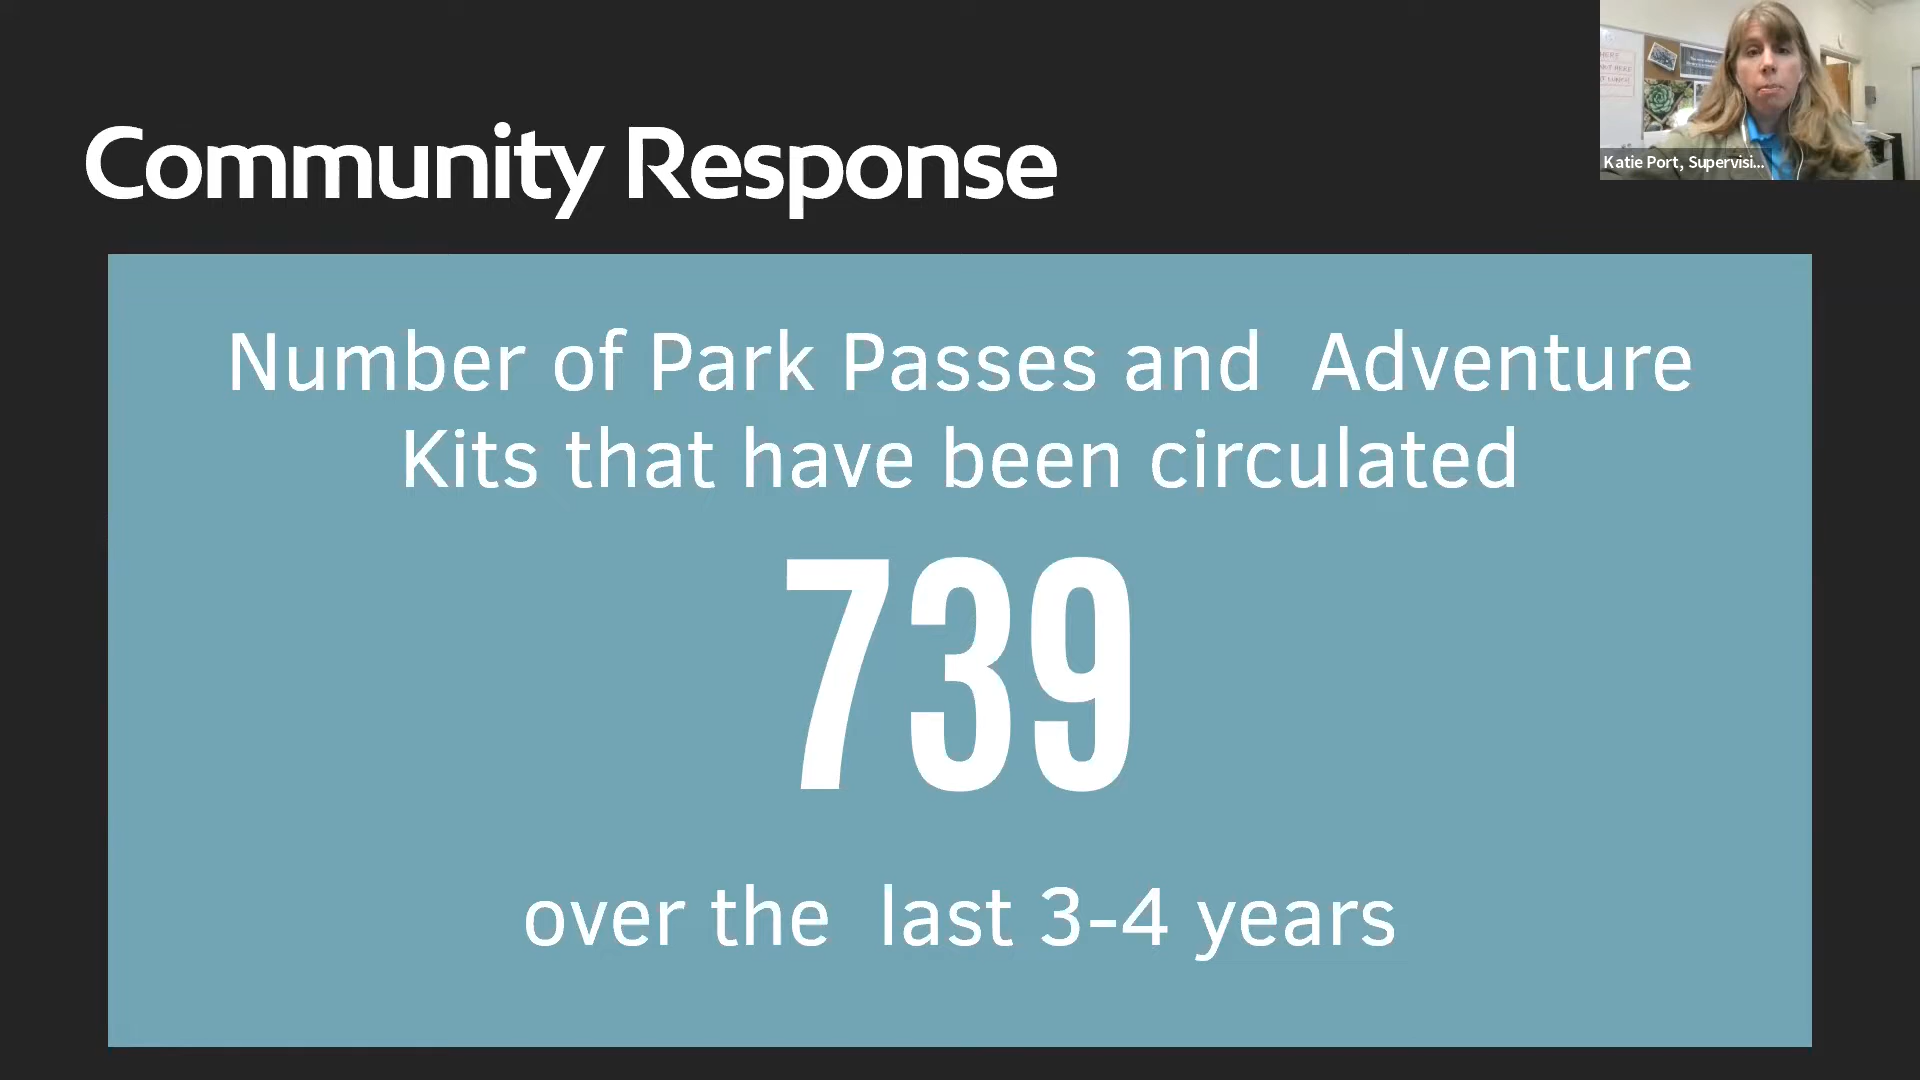 Community Response
Katie Port, Supervisi...
Number of Park Passes and Adventure
Kits that have been circulated
739
over the last 3-4 years